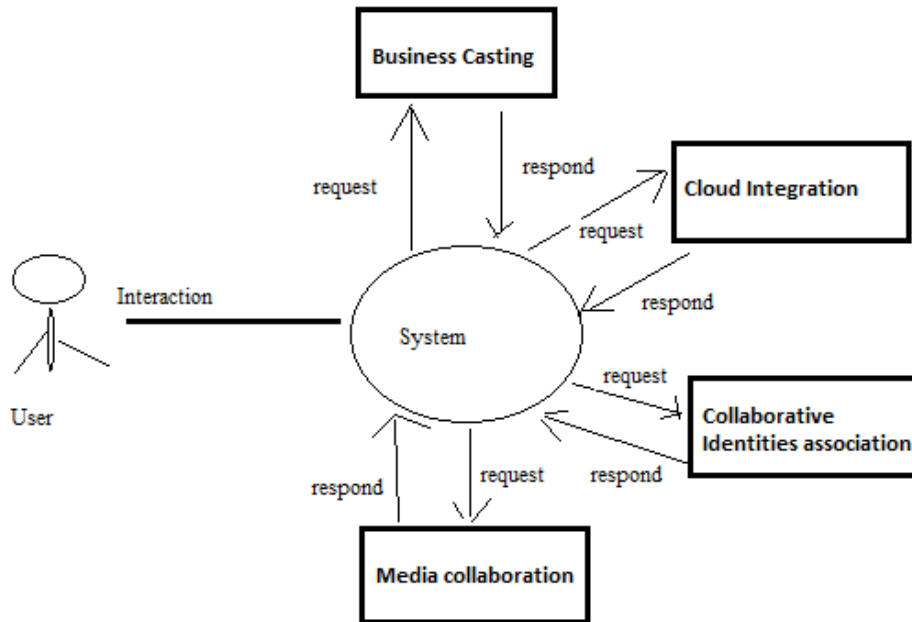 Business Casting
request
respond
Cloud Integration
request
respond
Interaction
System
User
request
Collaborative
Identities association
respond
request
respond
Media collaboration